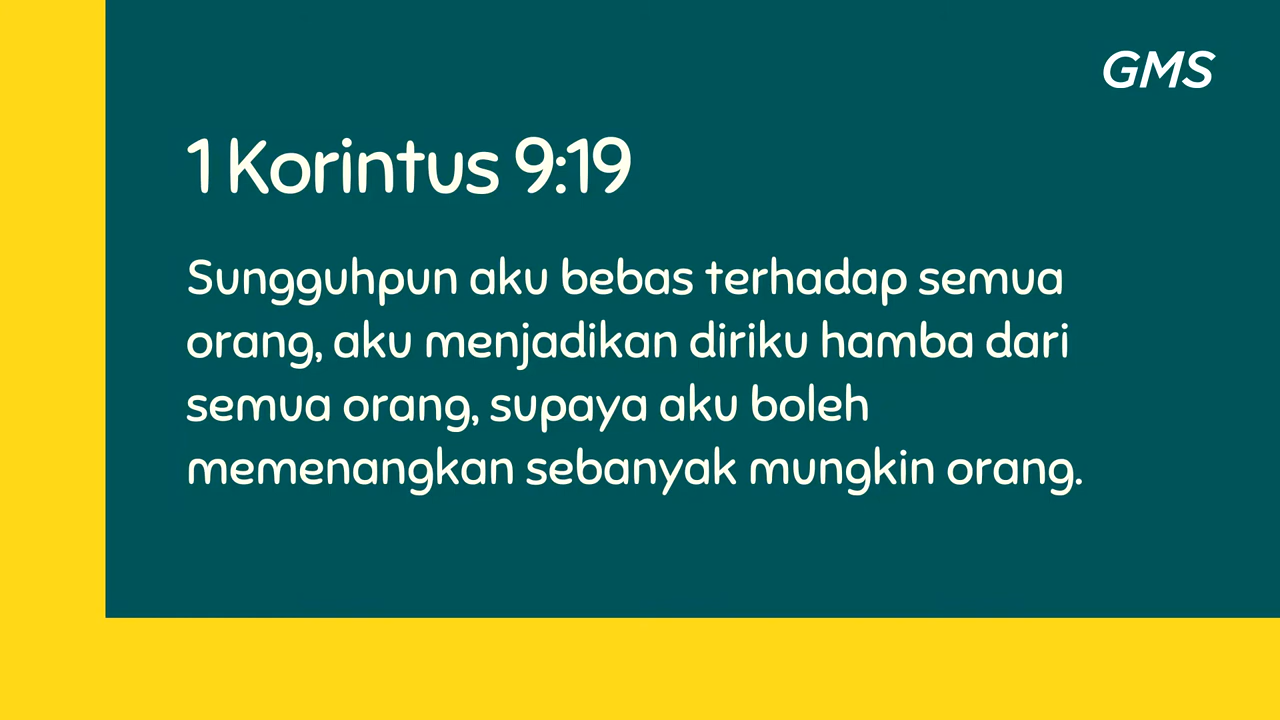 GMS
1 Korintus 9:19
Sungguhpun aku bebas terhadap semua
orang, aku menjadikan diriku hamba dari
semua orang, supaya aku boleh
memenangkan sebanyak mungkin orang.